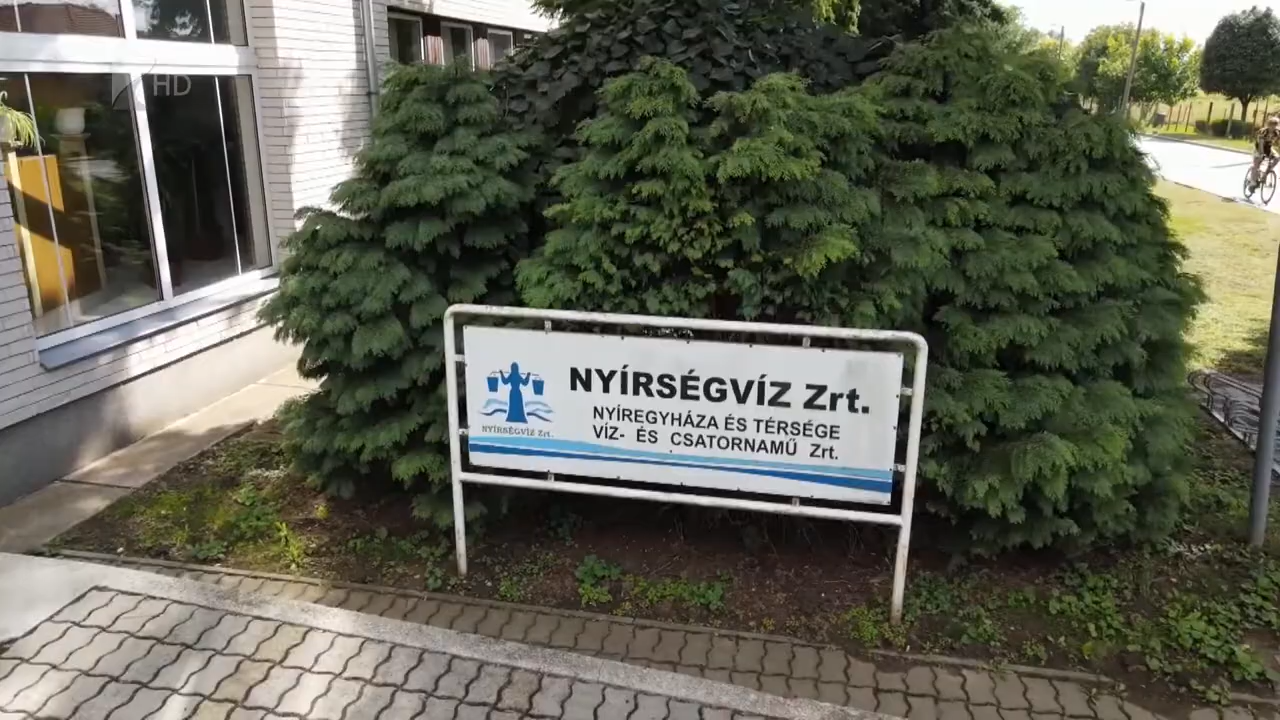 HD
NYÍRSÉGVÍZ Zrt.
NYÍREGYHÁZA ÉS TÉRSÉGE
VÍZ- ÉS CSATORNAMŰ Zrt.
NYÍRSÉGVÍZ Zrt.